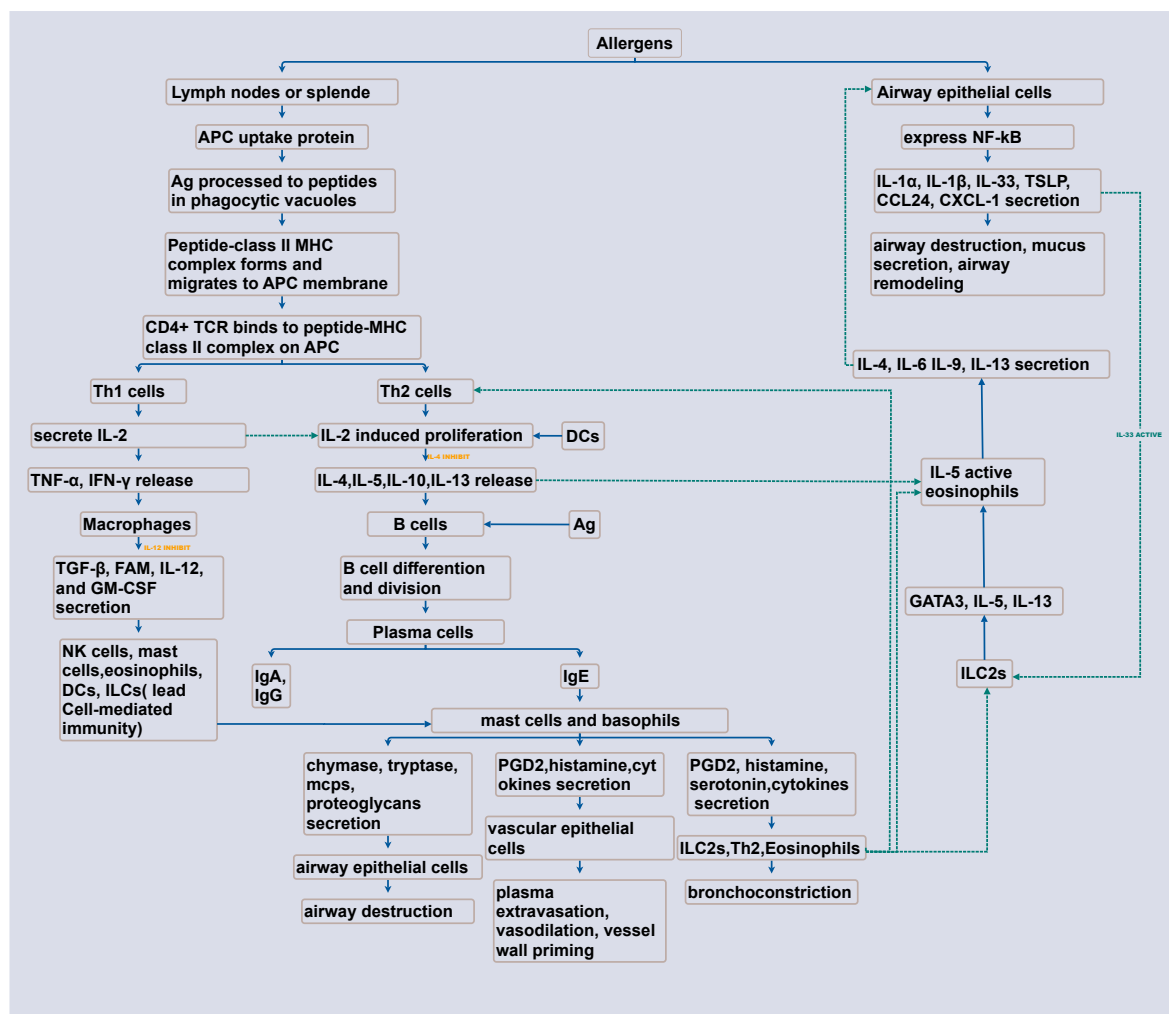 Allergens
Lymph nodes or splende
Airway epithelial cells
APC uptake protein
express NF-kB
Ag processed to peptides
in phagocytic vacuoles
IL-1α, IL-1β, IL-33, TSLP,
CCL24, CXCL-1 secretion
Peptide-class II MHC
complex forms and
migrates to APC membrane
airway destruction, mucus
secretion, airway
remodeling
CD4+ TCR binds to peptide-MHC
class II complex on APC
IL-4, IL-6 IL-9, IL-13 secretion
Th1 cells
Th2 cells
secrete IL-2
IL-2 induced proliferation
DCs
IL-33 ACTIVE
IL-4 INHIBIT
TNF-α, IFN-γ release
IL-4,IL-5,IL-10,IL-13 release
IL-5 active
eosinophils
Macrophages
B cells
Ag
IL-12 INHIBIT
TGF-β, FAM, IL-12,
and GM-CSF
secretion
B cell differention
and division
GATA3, IL-5, IL-13
Plasma cells
NK cells, mast
cells,eosinophils,
DCs, ILCs( lead
Cell-mediated
immunity)
IgA,
IgG
IgE
ILC2s
mast cells and basophils
chymase, tryptase,
mcps,
proteoglycans
secretion
PGD2,histamine,cyt
okines secretion
PGD2, histamine,
serotonin,cytokines
secretion
vascular epithelial
cells
ILC2s,Th2,Eosinophils
airway epithelial cells
bronchoconstriction
airway destruction
plasma
extravasation,
vasodilation, vessel
wall priming